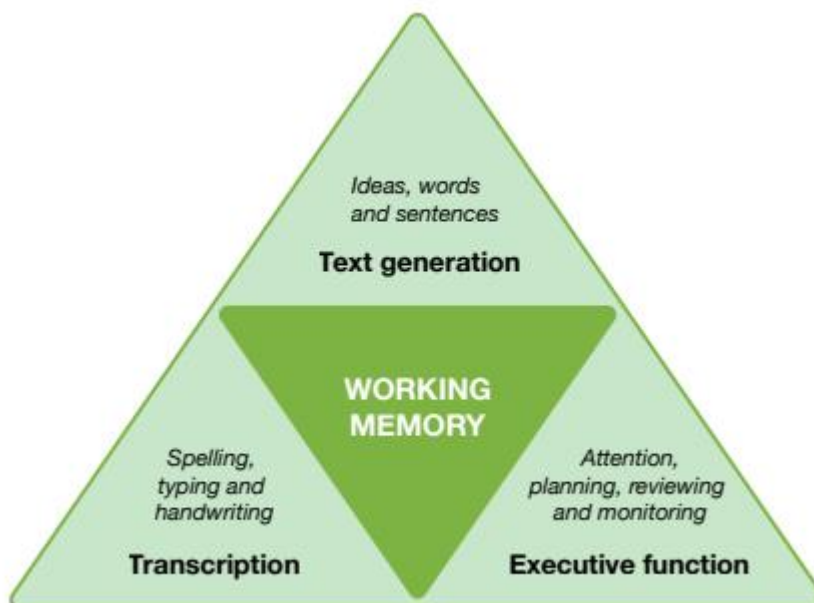 Ideas, words
and sentences
Text generation
WORKING
MEMORY
Spelling,
typing and
handwriting
Transcription
Attention,
planning, reviewing
and monitoring
Executive function